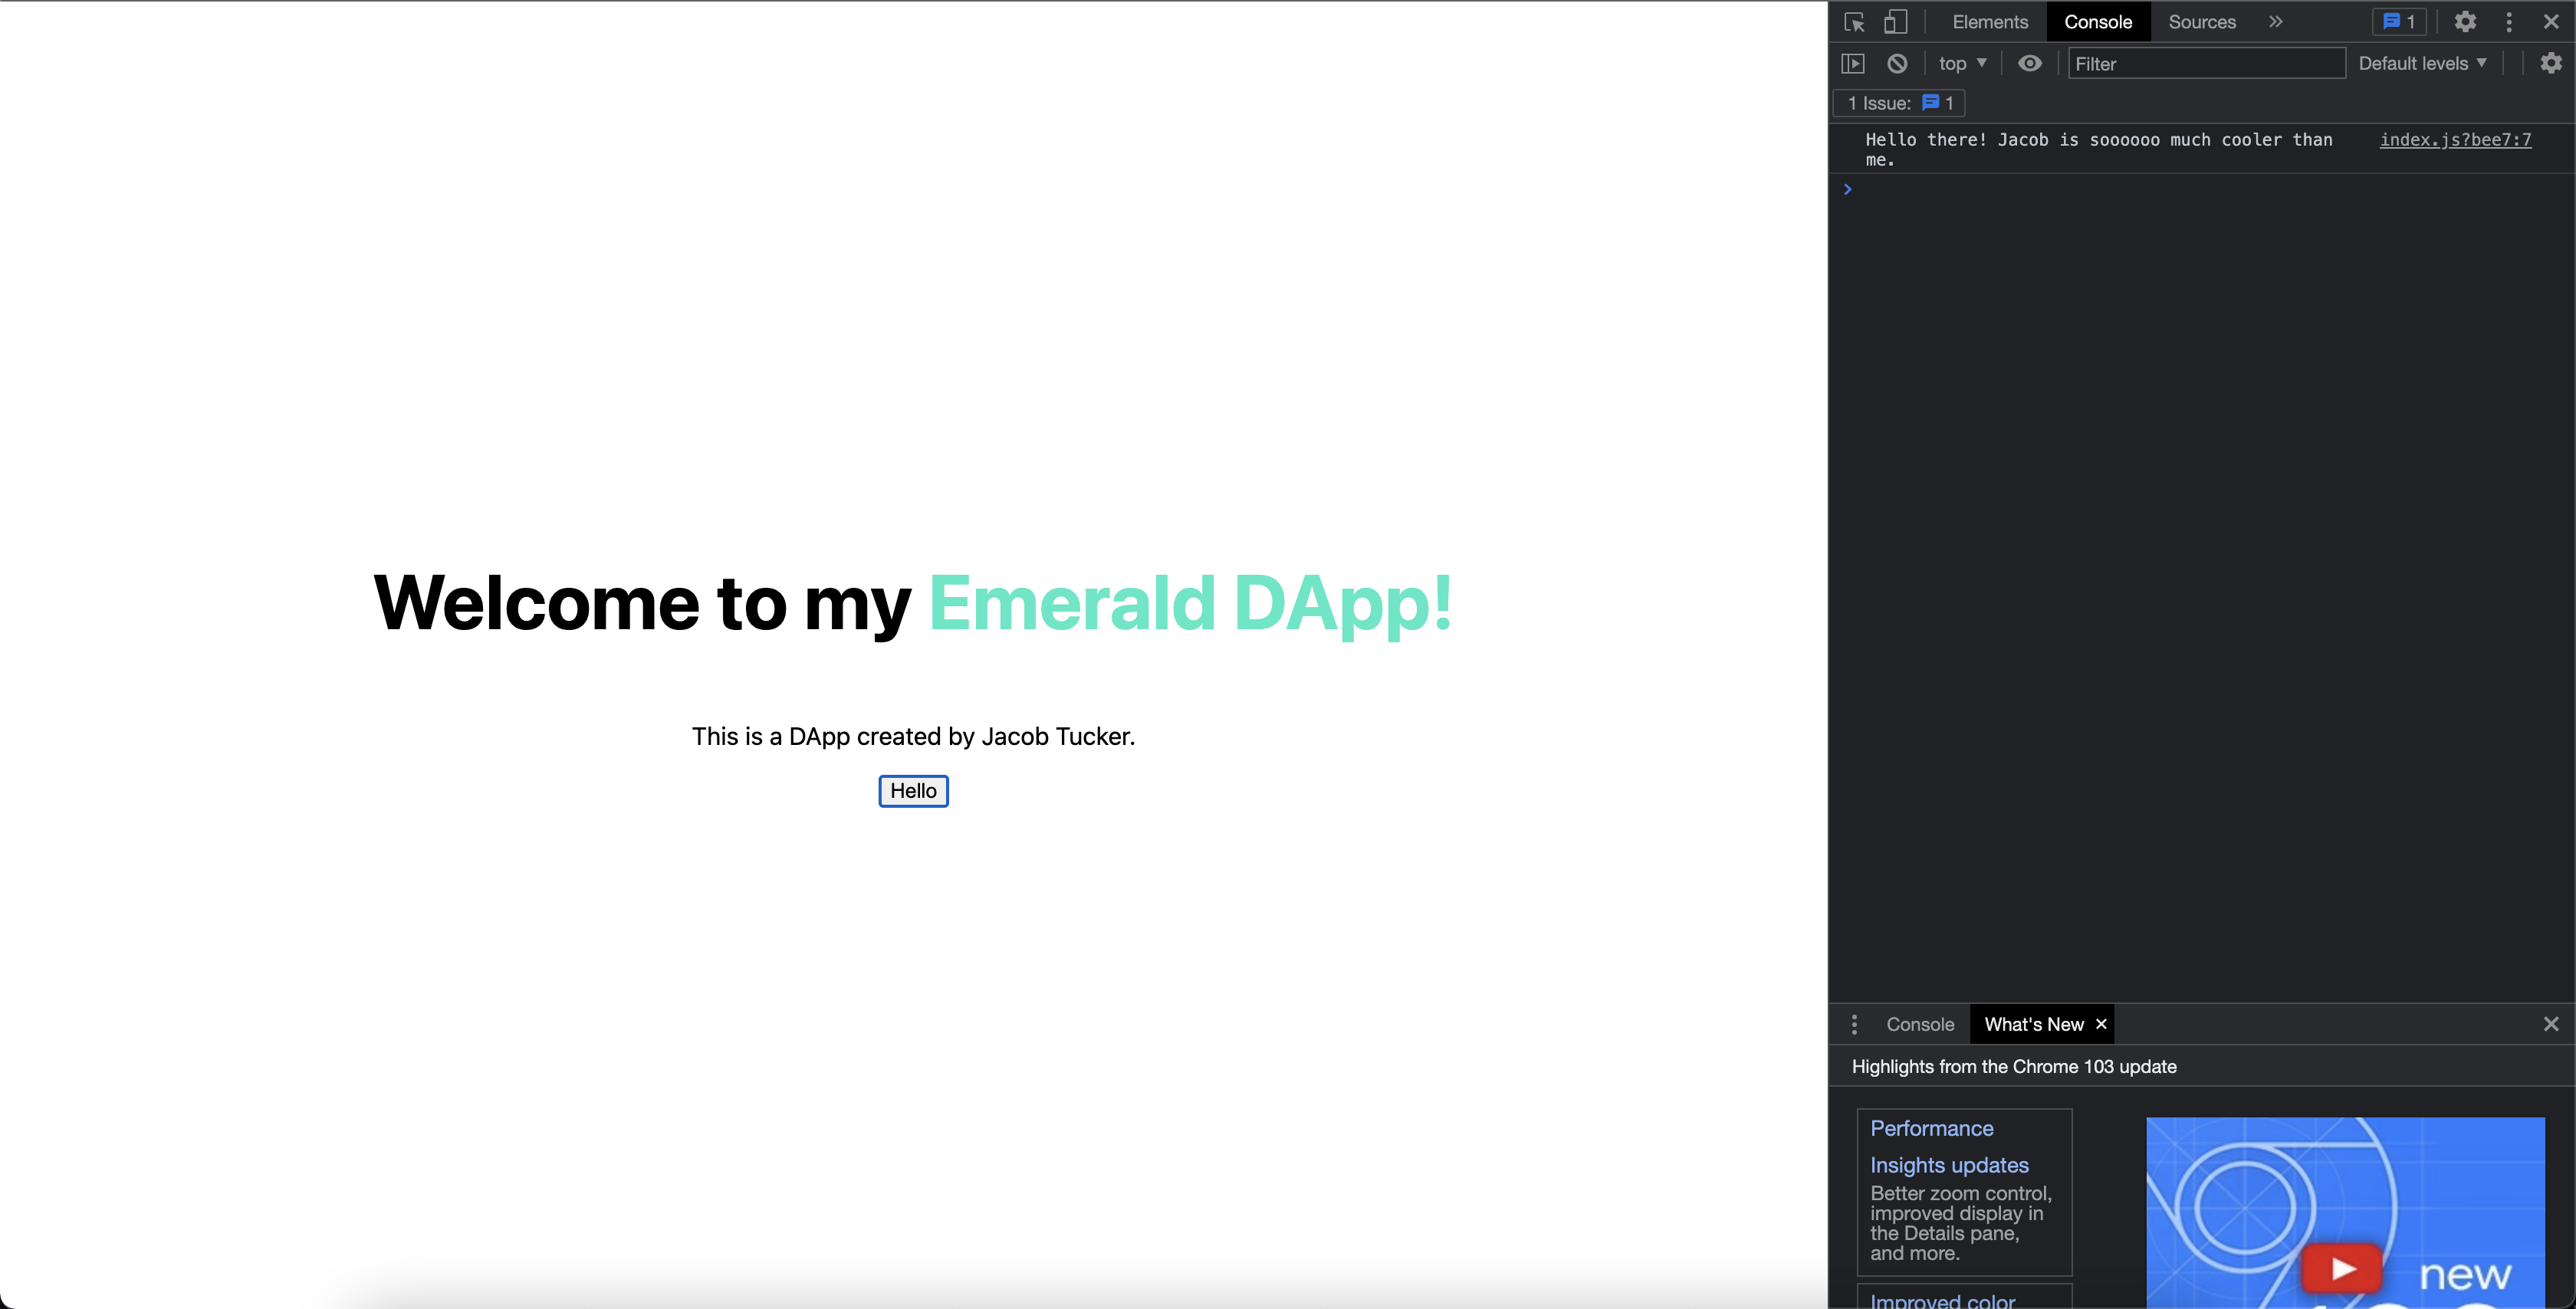 Welcome to my Emerald DApp!
This is a DApp created by Jacob Tucker.
Hello
Elements Console Sources » 1
top ▼ Filter Default levels ▼
1 Issue: 1
Hello there! Jacob is soooooo much cooler than index.js?bee7:7
me.
>
Console What's New ×
Highlights from the Chrome 103 update
Performance
Insights updates
Better zoom control,
improved display in
the Details pane,
and more.
Improved color
new